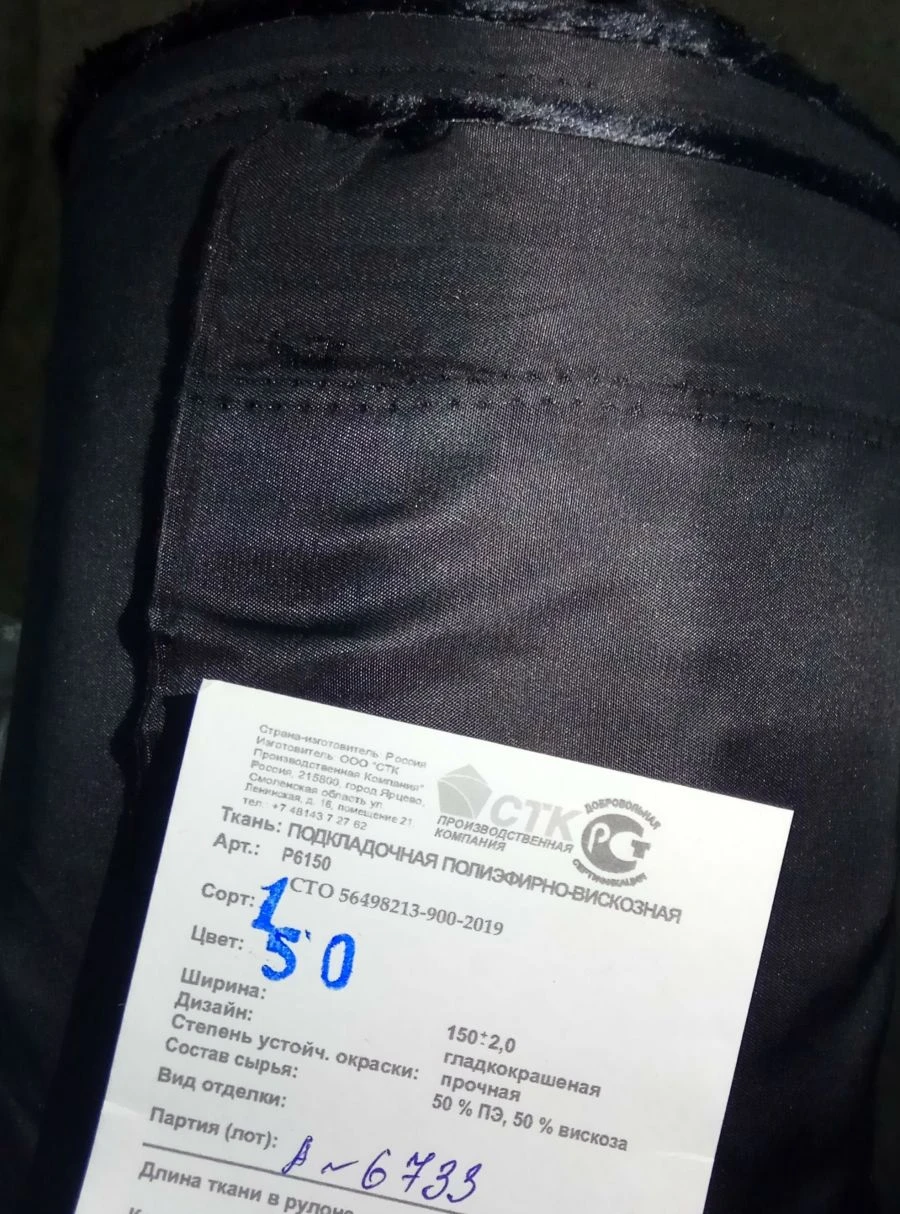 Страна-изготовитель: Россия
Изготовитель: ООО "СТК
Производственная Компания"
Россия, 215800, город Ярцево,
Смоленская область ул.
Ленинская, д. 16, помещение 21.
тел.: +7 48143 7 27 62
СТК
ПРОИЗВОДСТВЕННАЯ
КОМПАНИЯ
ДОБРОВОЛЬНАЯ
РСТ
СЕРТИФИКАЦИЯ
Ткань: ПОДКЛАДОЧНАЯ ПОЛИЭФИРНО-ВИСКОЗНАЯ
Арт.: Р6150
СТО 56498213-900-2019
Сорт: 1
Цвет: 50
Ширина: 150±2,0
Дизайн: гладкокрашеная
Степень устойч. окраски: прочная
Состав сырья: 50 % ПЭ, 50 % вискоза
Вид отделки:
Партия (лот): А~6733
Длина ткани в рулоне